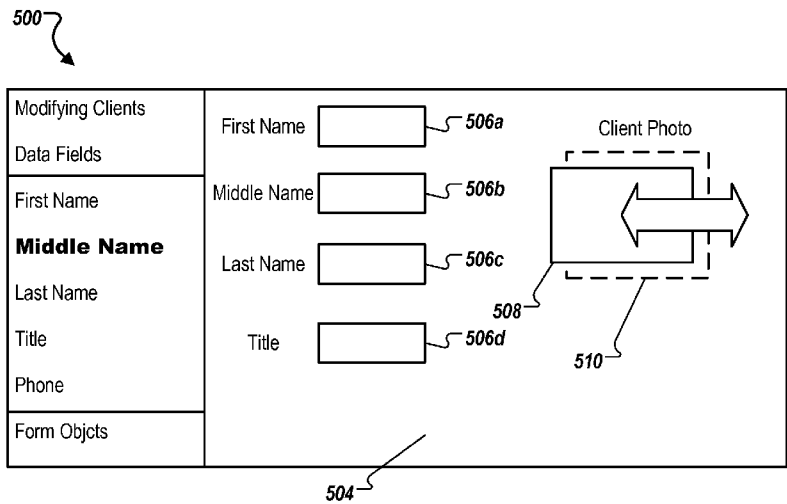 500
Modifying Clients
Data Fields
First Name
Middle Name
Last Name
Title
Phone
Form Objcts
First Name
506a
Middle Name
506b
Last Name
506c
Title
506d
Client Photo
508
510
504